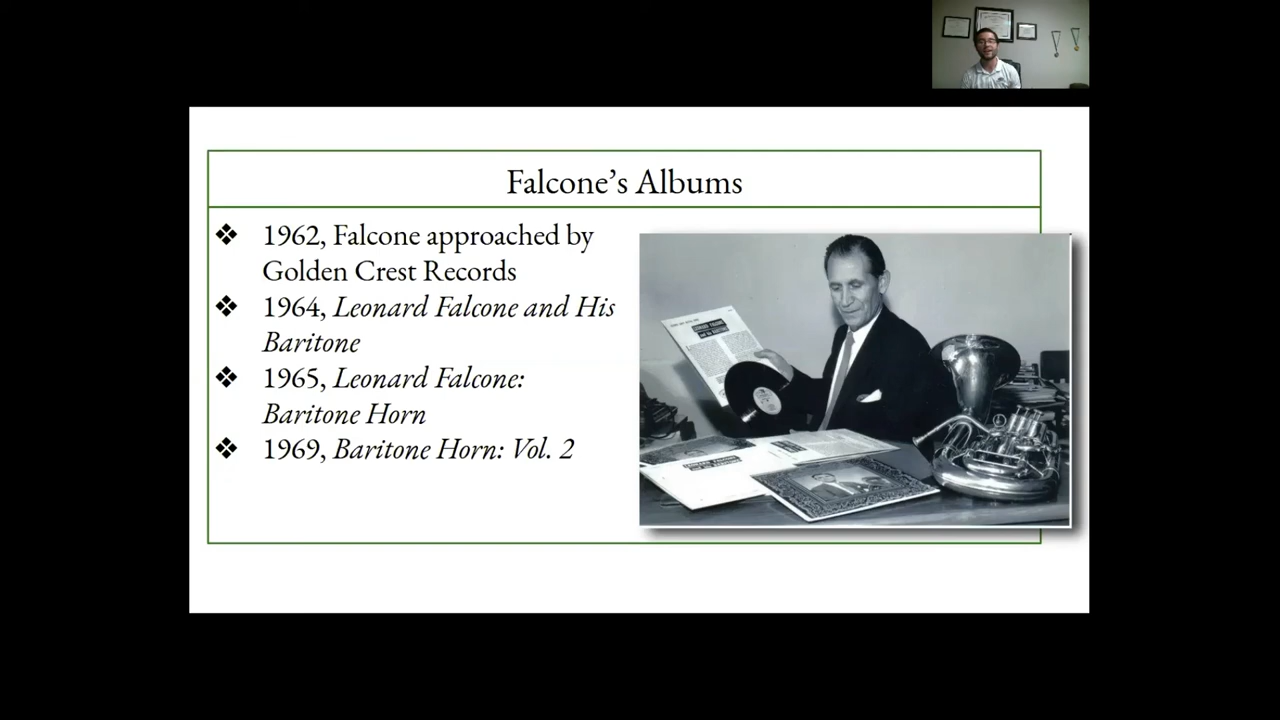 Falcone’s Albums
❖ 1962, Falcone approached by
Golden Crest Records
❖ 1964, Leonard Falcone and His
Baritone
❖ 1965, Leonard Falcone:
Baritone Horn
❖ 1969, Baritone Horn: Vol. 2